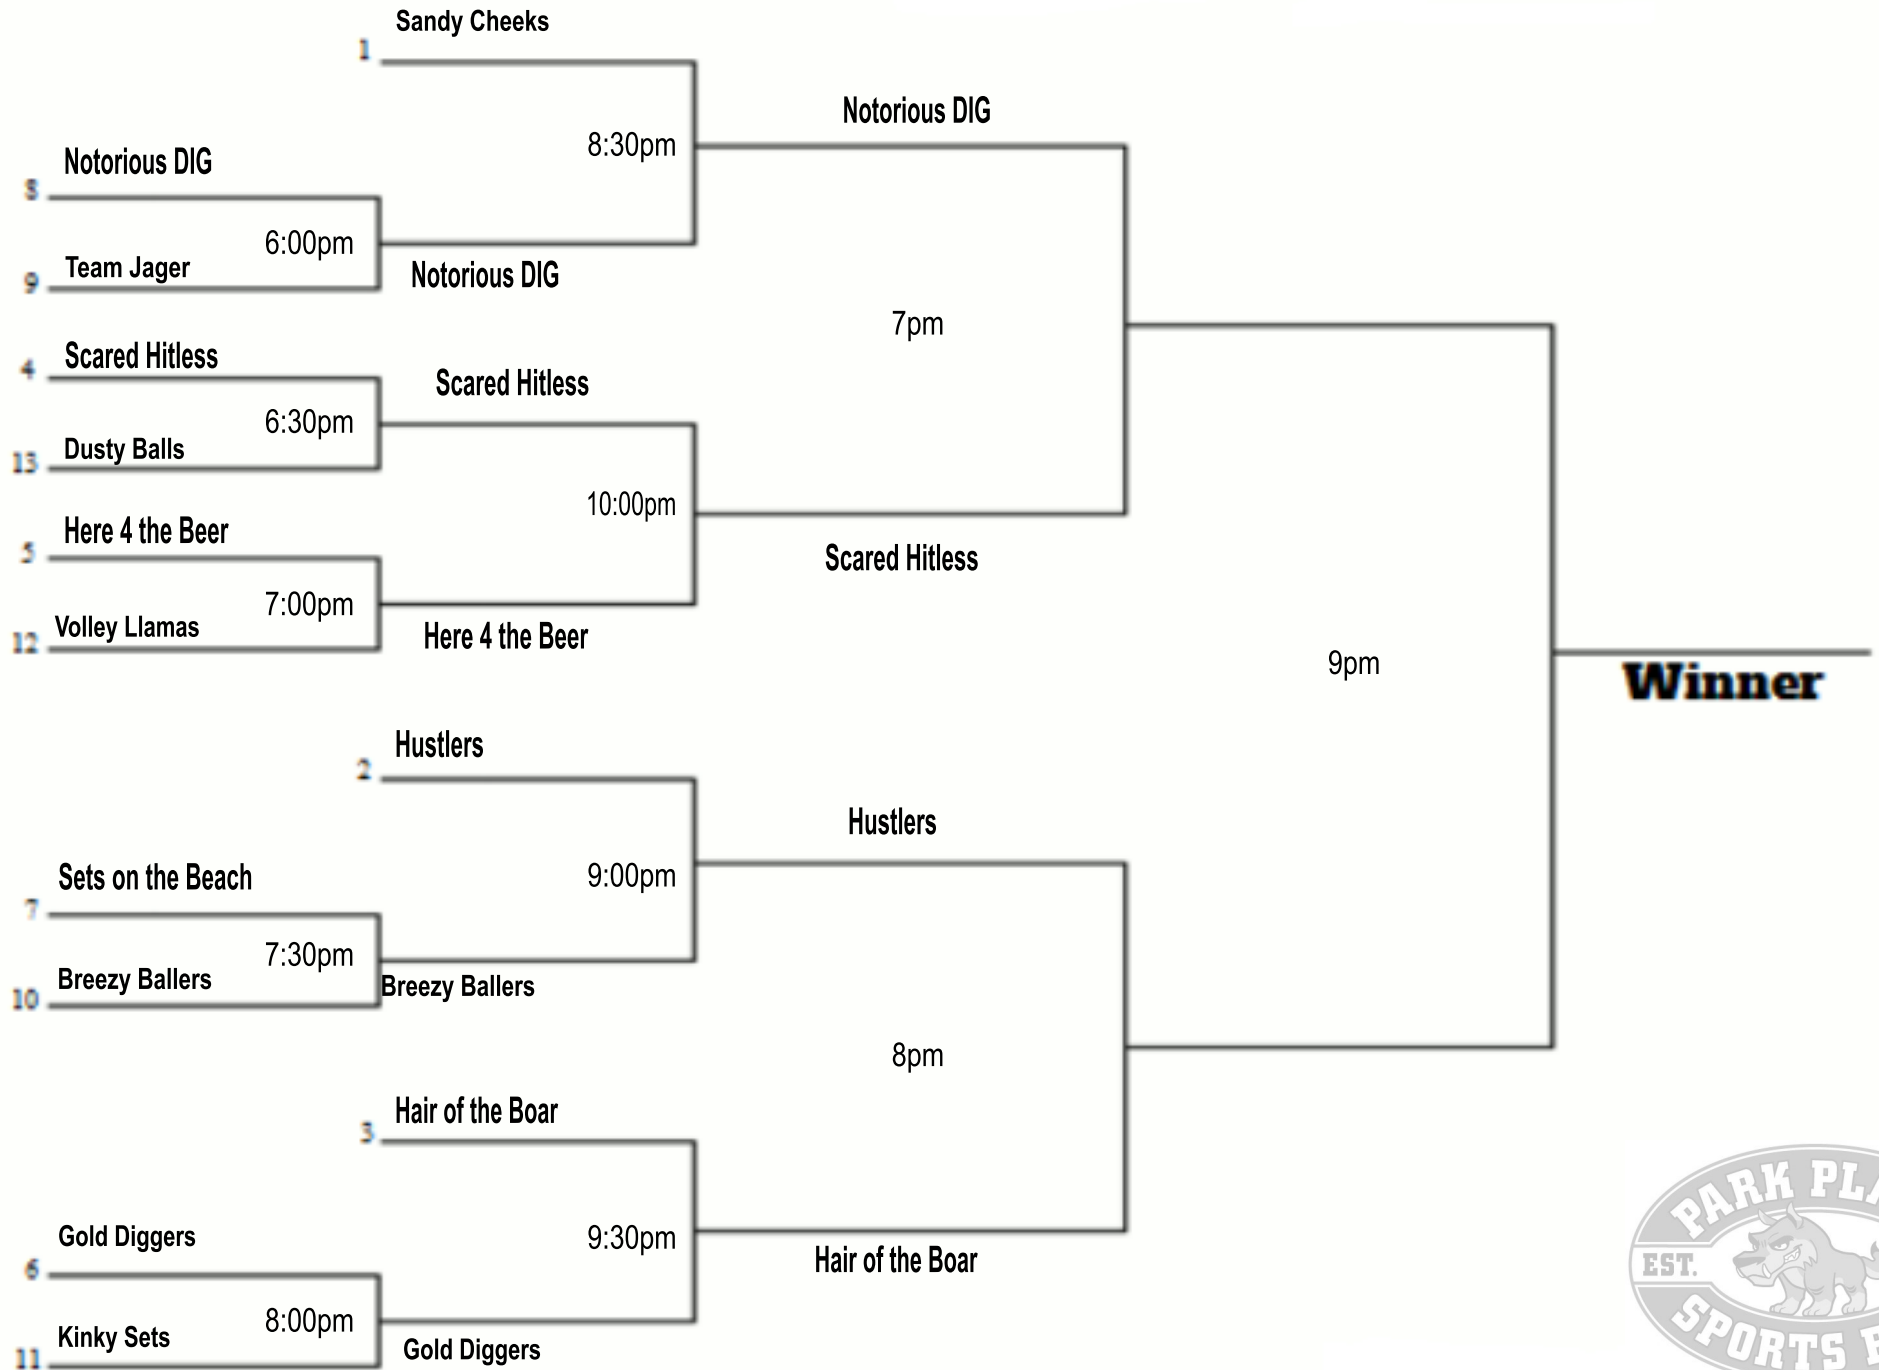 Sandy Cheeks
1
Notorious DIG
8:30pm
Notorious DIG
8
6:00pm
Team Jager
9
Notorious DIG
7pm
Scared Hitless
4
Scared Hitless
6:30pm
Dusty Balls
13
10:00pm
Here 4 the Beer
5
Scared Hitless
7:00pm
Volley Llamas
12
Here 4 the Beer
9pm
Winner
Hustlers
2
Hustlers
Sets on the Beach
7
9:00pm
7:30pm
Breezy Ballers
10
Breezy Ballers
8pm
Hair of the Boar
3
Gold Diggers
6
9:30pm
Hair of the Boar
8:00pm
Kinky Sets
11
Gold Diggers
PARK
EST.
SPORTS